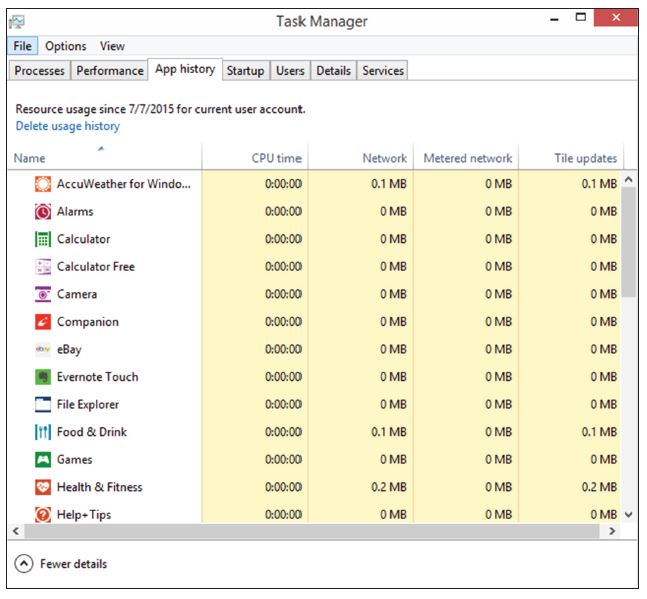 Task Manager
File Options View
Processes Performance App history Startup Users Details Services
Resource usage since 7/7/2015 for current user account.
Delete usage history
Name CPU time Network Metered network Tile updates
AccuWeather for Windo... 0:00:00 0.1 MB 0 MB 0.1 MB
Alarms 0:00:00 0 MB 0 MB 0 MB
Calculator 0:00:00 0 MB 0 MB 0 MB
Calculator Free 0:00:00 0 MB 0 MB 0 MB
Camera 0:00:00 0 MB 0 MB 0 MB
Companion 0:00:00 0 MB 0 MB 0 MB
ebay eBay 0:00:00 0 MB 0 MB 0 MB
Evernote Touch 0:00:00 0 MB 0 MB 0 MB
File Explorer 0:00:00 0 MB 0 MB 0 MB
Food & Drink 0:00:00 0.1 MB 0 MB 0.1 MB
Games 0:00:00 0 MB 0 MB 0 MB
Health & Fitness 0:00:00 0.2 MB 0 MB 0.2 MB
Help+Tips 0:00:00 0 MB 0 MB 0 MB
Fewer details